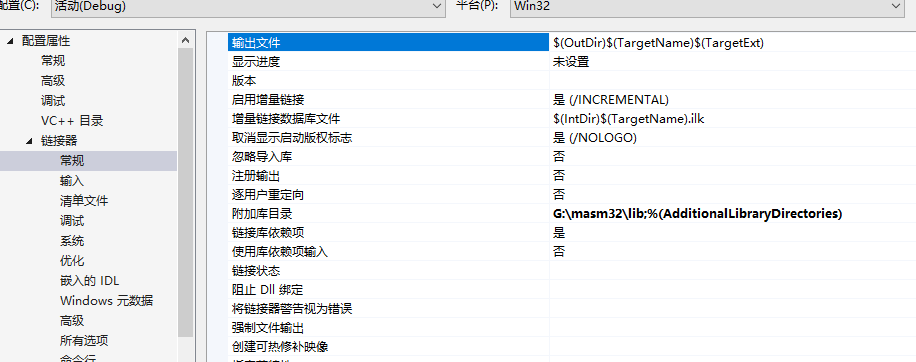 配置(C):
活动(Debug)
平台(P):
Win32
配置属性
常规
高级
调试
VC++ 目录
链接器
常规
输入
清单文件
调试
系统
优化
嵌入的 IDL
Windows 元数据
高级
所有选项
命令行
输出文件 $(OutDir)$(TargetName)$(TargetExt)
显示进度 未设置
版本
启用增量链接 是 (/INCREMENTAL)
增量链接数据库文件 $(IntDir)$(TargetName).ilk
取消显示启动版权标志 是 (/NOLOGO)
忽略导入库 否
注册输出 否
逐用户重定向 否
附加库目录 G:\masm32\lib;%(AdditionalLibraryDirectories)
链接库依赖项 是
使用库依赖项输入 否
链接状态
阻止 Dll 绑定
将链接器警告视为错误
强制文件输出
创建可热修补映像